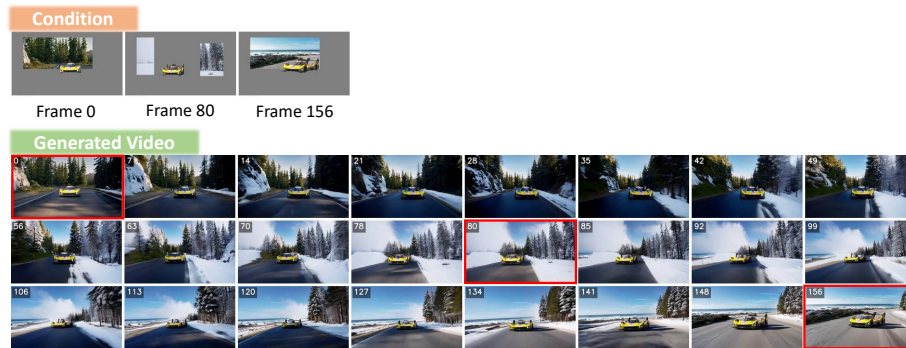 Condition
Frame 0 Frame 80 Frame 156
Generated Video
0 7 14 21 28 35 42 49
56 63 70 78 80 85 92 99
106 113 120 127 134 141 148 156